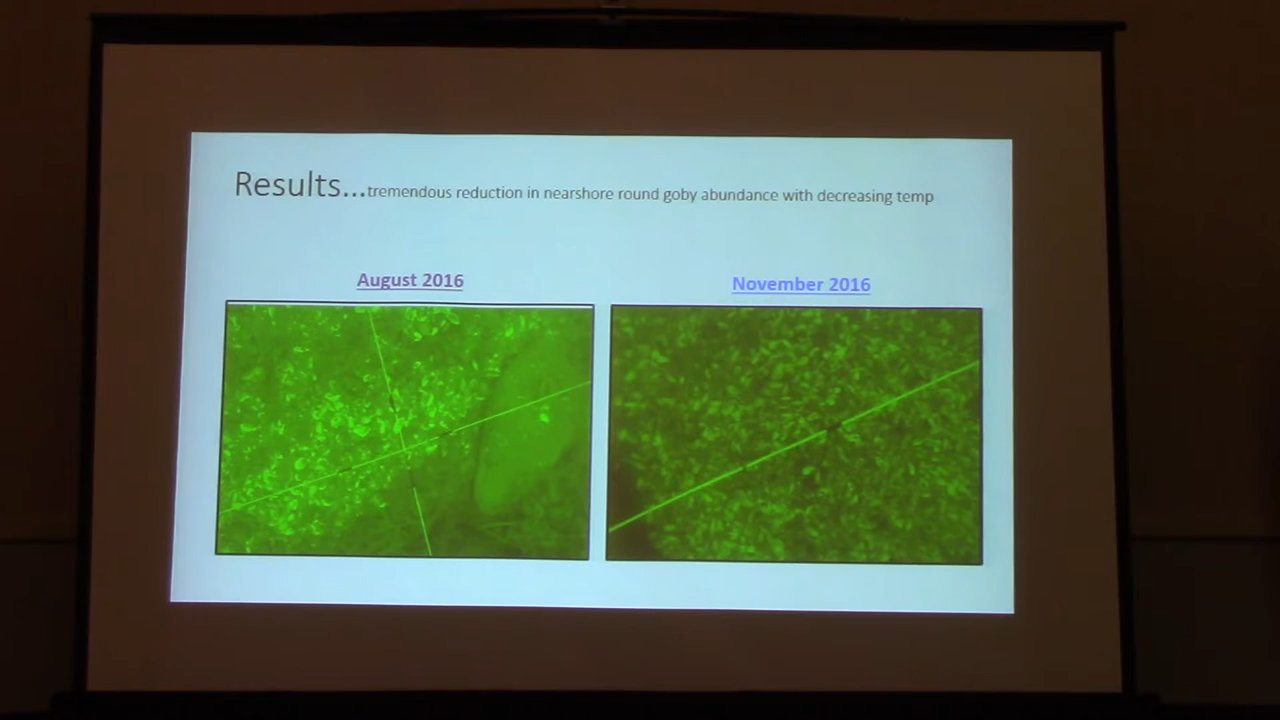 Results...tremendous reduction in nearshore round goby abundance with decreasing temp
August 2016
November 2016